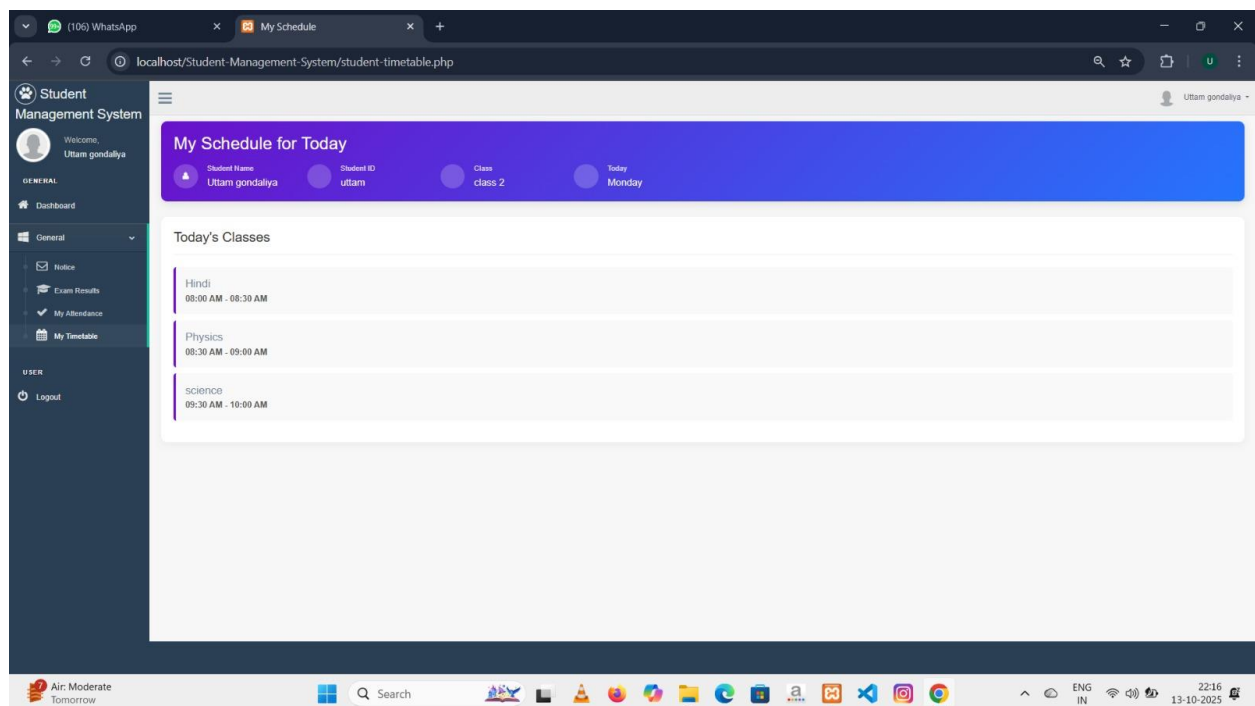 (106) WhatsApp
My Schedule
localhost/Student-Management-System/student-timetable.php
U
Student
Management System
Welcome,
Uttam gondaliya
GENERAL
Dashboard
General
Notice
Exam Results
My Attendance
My Timetable
USER
Logout
Uttam gondaliya
My Schedule for Today
Student Name
Uttam gondaliya
Student ID
uttam
Class
class 2
Today
Monday
Today's Classes
Hindi
08:00 AM - 08:30 AM
Physics
08:30 AM - 09:00 AM
science
09:30 AM - 10:00 AM
7
Air: Moderate
Tomorrow
Search
a
ENG
IN
22:16
13-10-2025